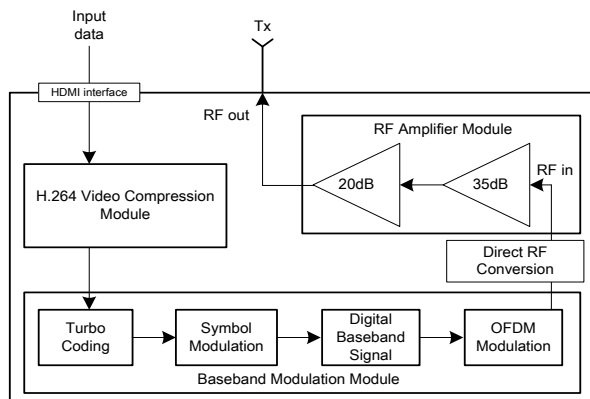 Input
data
Tx
HDMI interface
RF out
RF Amplifier Module
H.264 Video Compression
Module
20dB
35dB
RF in
Direct RF
Conversion
Turbo
Coding
Symbol
Modulation
Digital
Baseband
Signal
OFDM
Modulation
Baseband Modulation Module